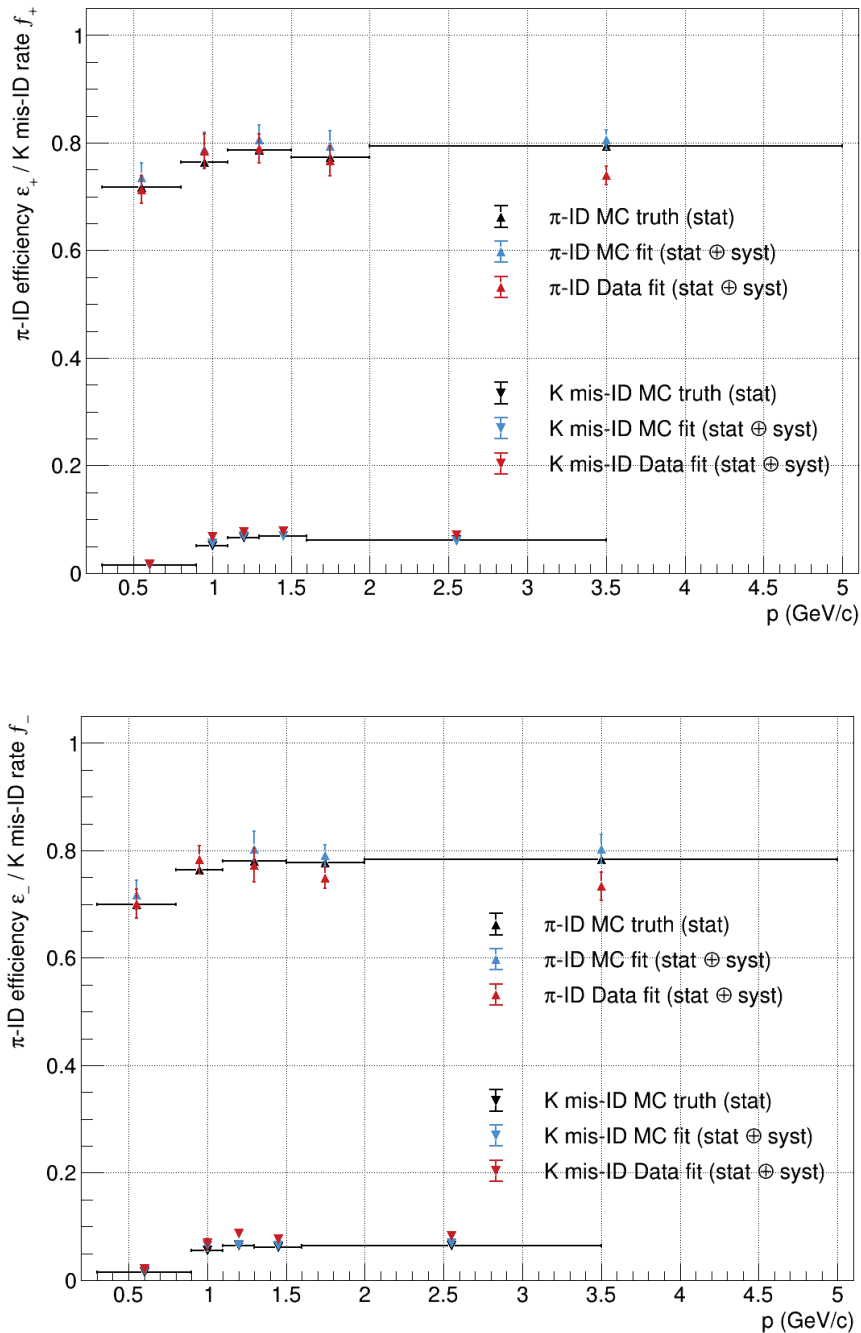 π-ID efficiency ε+ / K mis-ID rate f+
1
0.8
0.6
0.4
0.2
0
π-ID MC truth (stat)
π-ID MC fit (stat ⊕ syst)
π-ID Data fit (stat ⊕ syst)
K mis-ID MC truth (stat)
K mis-ID MC fit (stat ⊕ syst)
K mis-ID Data fit (stat ⊕ syst)
0.5 1 1.5 2 2.5 3 3.5 4 4.5 5
p (GeV/c)
π-ID efficiency ε− / K mis-ID rate f−
1
0.8
0.6
0.4
0.2
0
π-ID MC truth (stat)
π-ID MC fit (stat ⊕ syst)
π-ID Data fit (stat ⊕ syst)
K mis-ID MC truth (stat)
K mis-ID MC fit (stat ⊕ syst)
K mis-ID Data fit (stat ⊕ syst)
0.5 1 1.5 2 2.5 3 3.5 4 4.5 5
p (GeV/c)